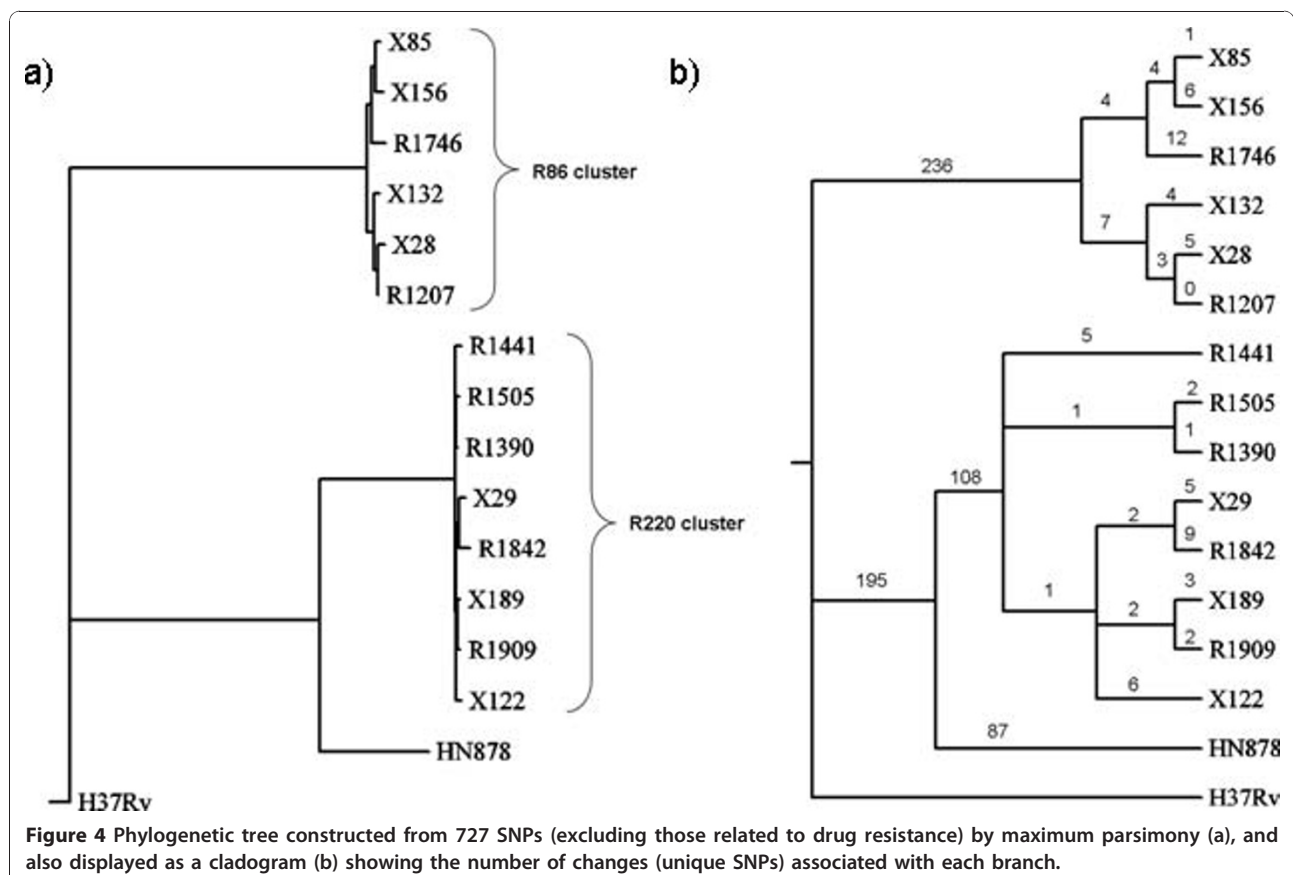 a)
X85
X156
R1746
X132
X28
R1207
R86 cluster
R1441
R1505
R1390
X29
R1842
X189
R1909
X122
R220 cluster
HN878
H37Rv
b)
1
X85
4
6
X156
4
12
R1746
236
4
X132
7
5
X28
3
0
R1207
5
R1441
2
R1505
1
1
R1390
108
5
X29
2
9
R1842
195
1
3
X189
2
2
R1909
6
X122
87
HN878
H37Rv
Figure 4 Phylogenetic tree constructed from 727 SNPs (excluding those related to drug resistance) by maximum parsimony (a), and
also displayed as a cladogram (b) showing the number of changes (unique SNPs) associated with each branch.